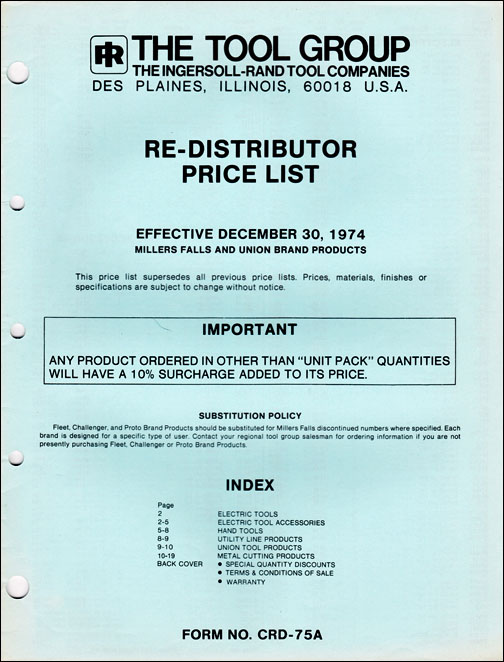 IR THE TOOL GROUP
THE INGERSOLL-RAND TOOL COMPANIES
DES PLAINES, ILLINOIS, 60018 U.S.A.
RE-DISTRIBUTOR
PRICE LIST
EFFECTIVE DECEMBER 30, 1974
MILLERS FALLS AND UNION BRAND PRODUCTS
This price list supersedes all previous price lists. Prices, materials, finishes or
specifications are subject to change without notice.
IMPORTANT
ANY PRODUCT ORDERED IN OTHER THAN "UNIT PACK" QUANTITIES
WILL HAVE A 10% SURCHARGE ADDED TO ITS PRICE.
SUBSTITUTION POLICY
Fleet, Challenger, and Proto Brand Products should be substituted for Millers Falls discontinued numbers where specified. Each
brand is designed for a specific type of user. Contact your regional tool group salesman for ordering information if you are not
presently purchasing Fleet, Challenger or Proto Brand Products.
INDEX
Page
2 ELECTRIC TOOLS
2-5 ELECTRIC TOOL ACCESSORIES
5-8 HAND TOOLS
8-9 UTILITY LINE PRODUCTS
9-10 UNION TOOL PRODUCTS
10-19 METAL CUTTING PRODUCTS
BACK COVER • SPECIAL QUANTITY DISCOUNTS
• TERMS & CONDITIONS OF SALE
• WARRANTY
FORM NO. CRD-75A